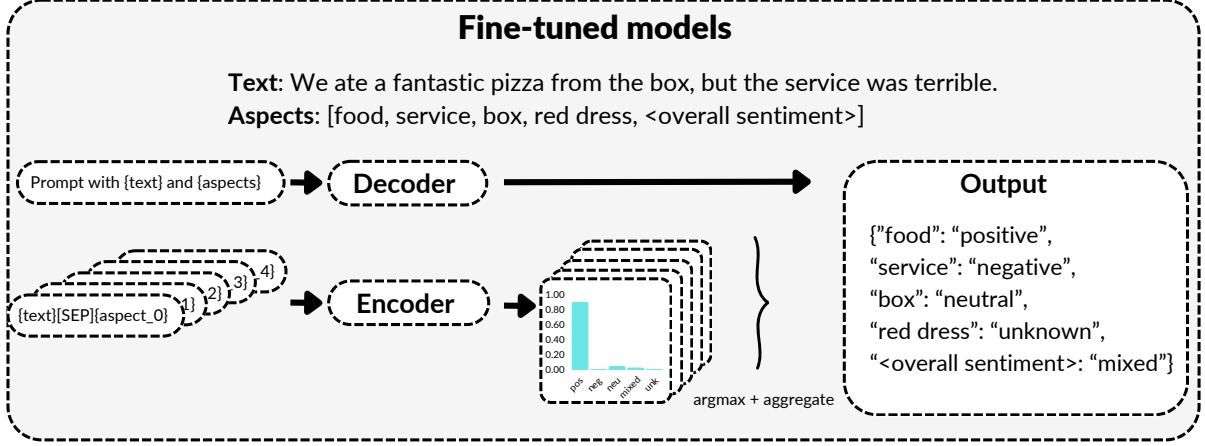 Fine-tuned models
Text: We ate a fantastic pizza from the box, but the service was terrible.
Aspects: [food, service, box, red dress, <overall sentiment>]
Prompt with {text} and {aspects}
Decoder
Output
{”food”: “positive”,
“service”: “negative”,
“box”: “neutral”,
“red dress”: “unknown”,
“<overall sentiment>: “mixed”}
4}
3}
2}
1}
{text}[SEP]{aspect_0}
Encoder
1.00
0.80
0.60
0.40
0.20
0.00
pos
neg
neu
mixed
unk
argmax + aggregate